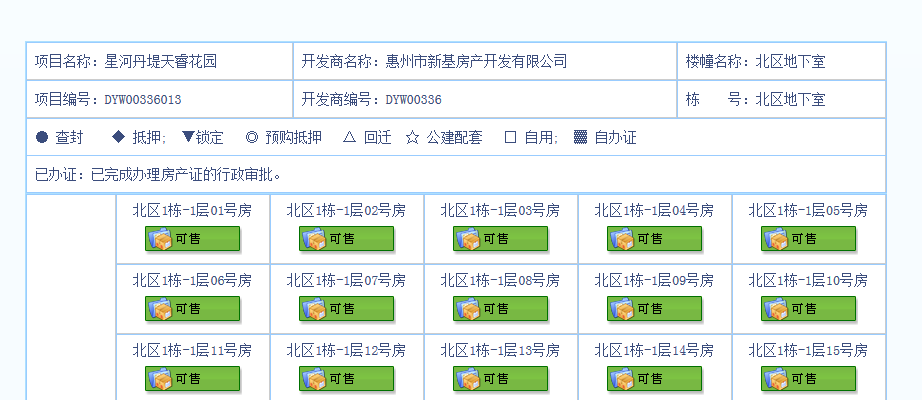 项目名称：星河丹堤天睿花园 开发商名称：惠州市新基房产开发有限公司 楼幢名称：北区地下室
项目编号：DYW00336013 开发商编号：DYW00336 栋　　号：北区地下室
● 查封 ◆ 抵押; ▼锁定 ◎ 预购抵押 △ 回迁 ☆ 公建配套 □ 自用; ▩ 自办证
已办证：已完成办理房产证的行政审批。
北区1栋-1层01号房 北区1栋-1层02号房 北区1栋-1层03号房 北区1栋-1层04号房 北区1栋-1层05号房
可售 可售 可售 可售 可售
北区1栋-1层06号房 北区1栋-1层07号房 北区1栋-1层08号房 北区1栋-1层09号房 北区1栋-1层10号房
可售 可售 可售 可售 可售
北区1栋-1层11号房 北区1栋-1层12号房 北区1栋-1层13号房 北区1栋-1层14号房 北区1栋-1层15号房
可售 可售 可售 可售 可售